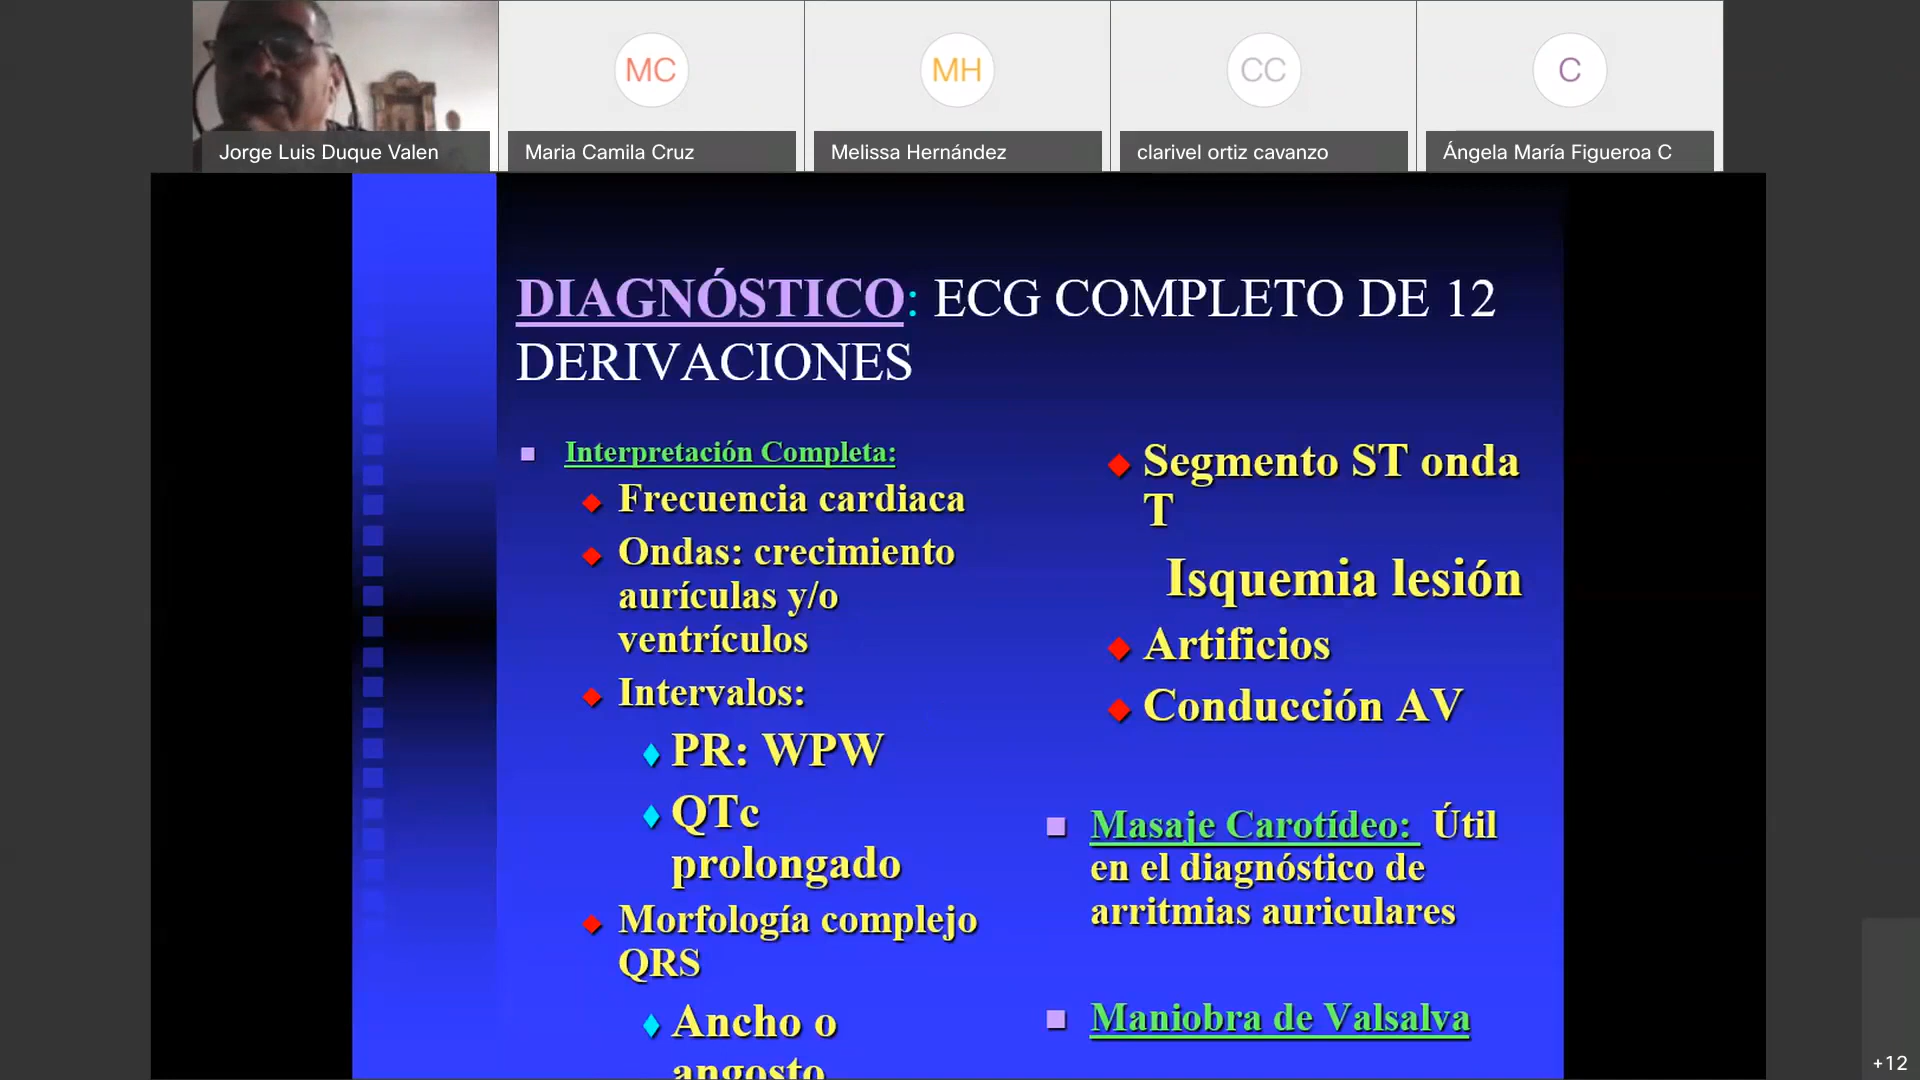 MC
MH
CC
C
Jorge Luis Duque Valen
Maria Camila Cruz
Melissa Hernández
clarivel ortiz cavanzo
Ángela María Figueroa C
DIAGNÓSTICO: ECG COMPLETO DE 12
DERIVACIONES
Interpretación Completa:
Frecuencia cardiaca
Ondas: crecimiento
aurículas y/o
ventrículos
Intervalos:
PR: WPW
QTc
prolongado
Morfología complejo
QRS
Ancho o
angosto
Segmento ST onda
T
Isquemia lesión
Artificios
Conducción AV
Masaje Carotídeo: Útil
en el diagnóstico de
arritmias auriculares
Maniobra de Valsalva
+12